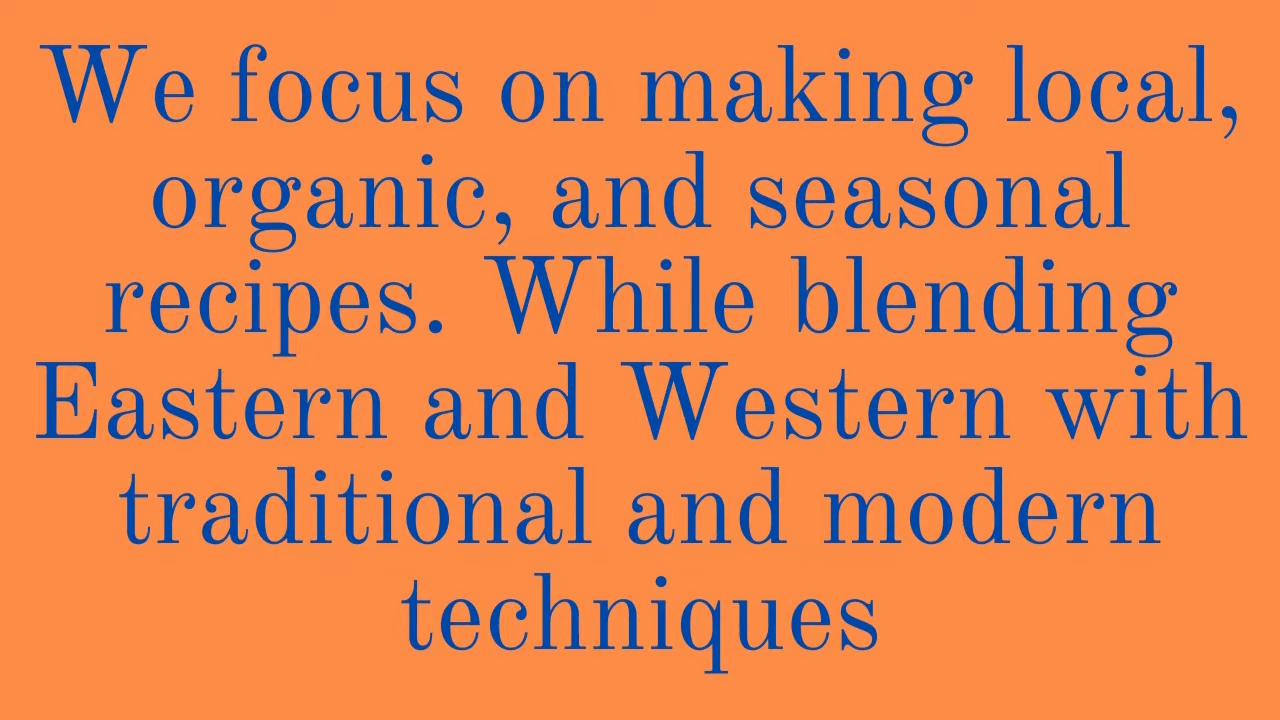 We focus on making local,
organic, and seasonal
recipes. While blending
Eastern and Western with
traditional and modern
techniques